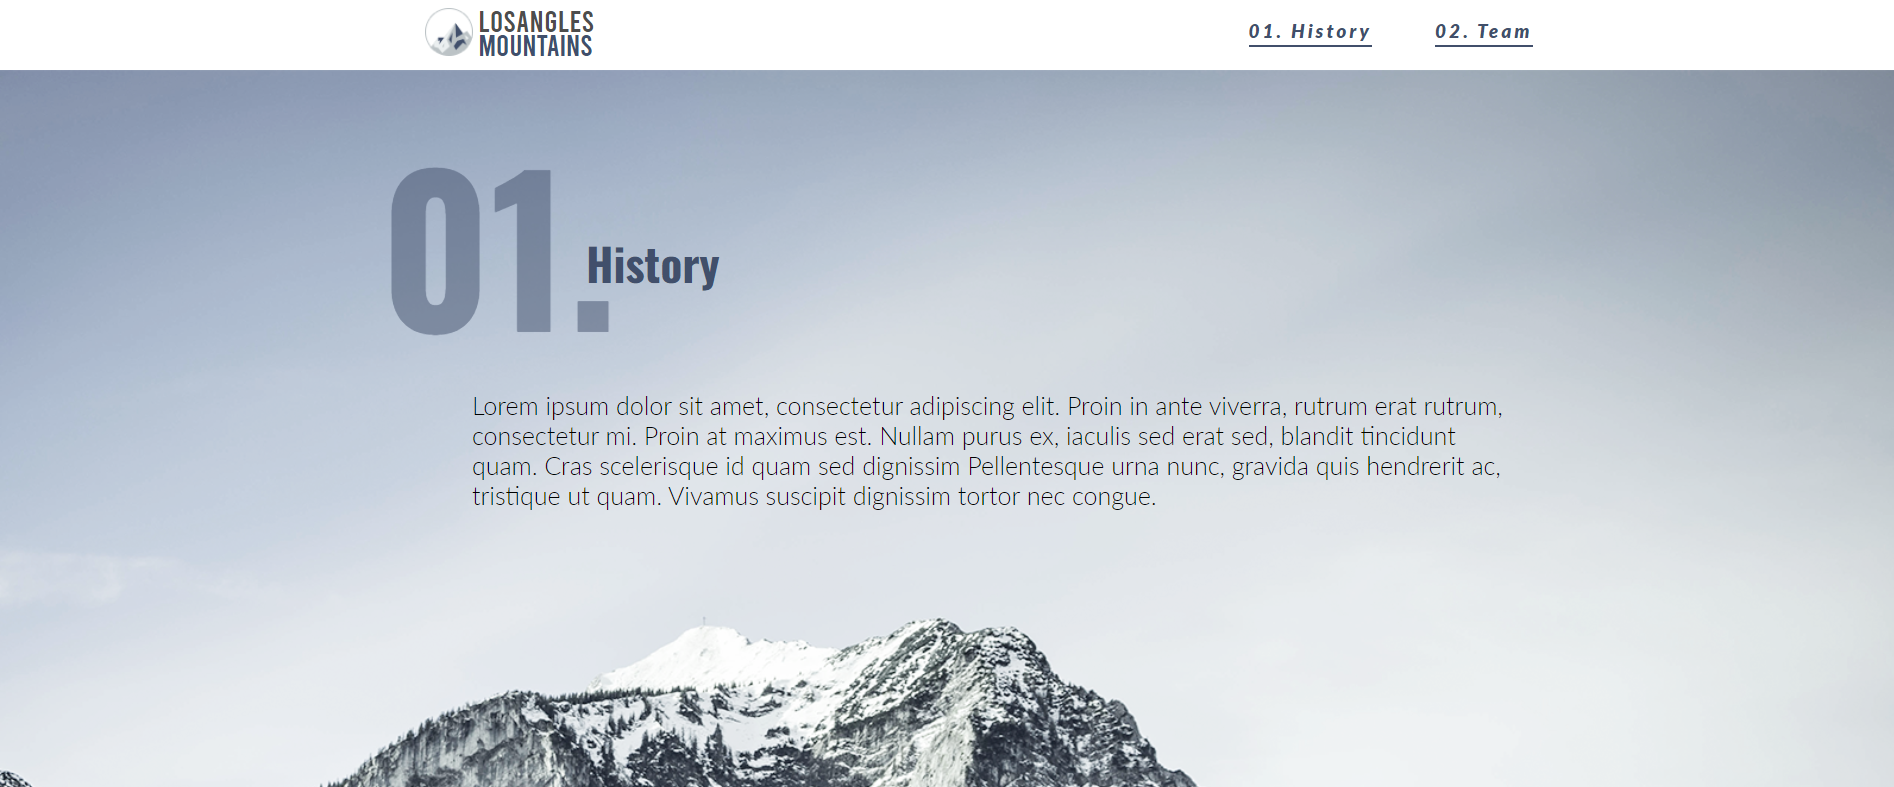 LOSANGLES
MOUNTAINS
01. History
02. Team
01.
History
Lorem ipsum dolor sit amet, consectetur adipiscing elit. Proin in ante viverra, rutrum erat rutrum,
consectetur mi. Proin at maximus est. Nullam purus ex, iaculis sed erat sed, blandit tincidunt
quam. Cras scelerisque id quam sed dignissim Pellentesque urna nunc, gravida quis hendrerit ac,
tristique ut quam. Vivamus suscipit dignissim tortor nec congue.